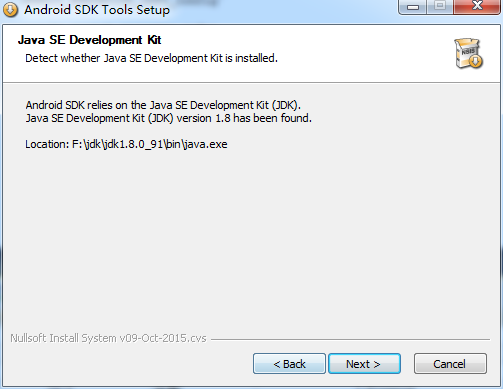 Android SDK Tools Setup
Java SE Development Kit
Detect whether Java SE Development Kit is installed.
Android SDK relies on the Java SE Development Kit (JDK).
Java SE Development Kit (JDK) version 1.8 has been found.
Location: F:\jdk\jdk1.8.0_91\bin\java.exe
Nullsoft Install System v09-Oct-2015.cvs
< Back
Next >
Cancel